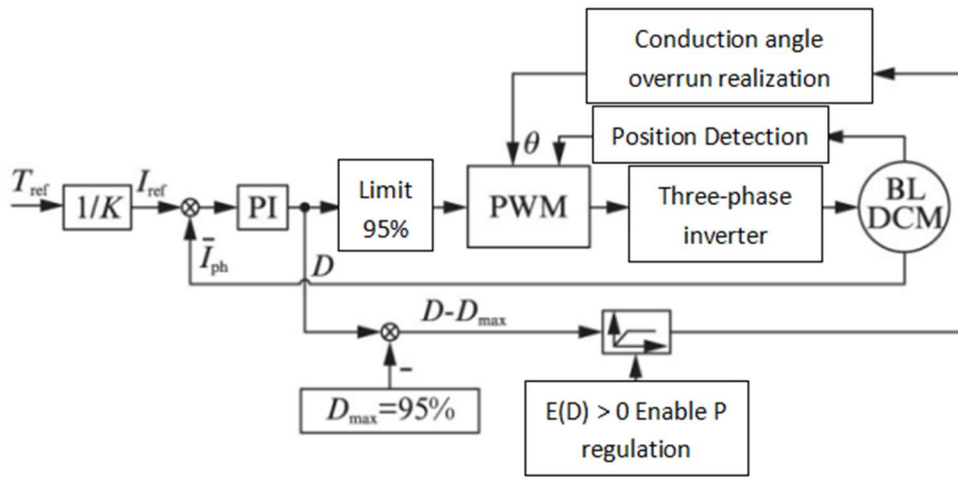 Conduction angle
overrun realization
θ
Position Detection
T_ref
1/K
I_ref
PI
Limit
95%
PWM
Three-phase
inverter
BL
DCM
Ī_ph
D
D-D_max
-
D_max=95%
E(D) > 0 Enable P
regulation